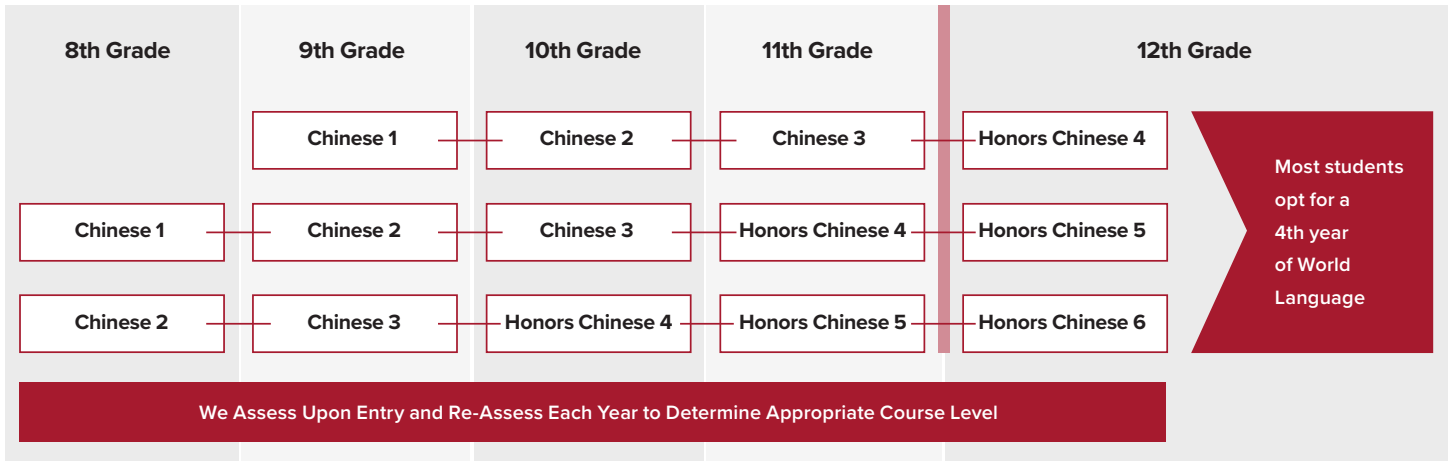 8th Grade 9th Grade 10th Grade 11th Grade 12th Grade
Chinese 1 Chinese 2 Chinese 3 Honors Chinese 4
Chinese 1 Chinese 2 Chinese 3 Honors Chinese 4 Honors Chinese 5
Chinese 2 Chinese 3 Honors Chinese 4 Honors Chinese 5 Honors Chinese 6
Most students
opt for a
4th year
of World
Language
We Assess Upon Entry and Re-Assess Each Year to Determine Appropriate Course Level